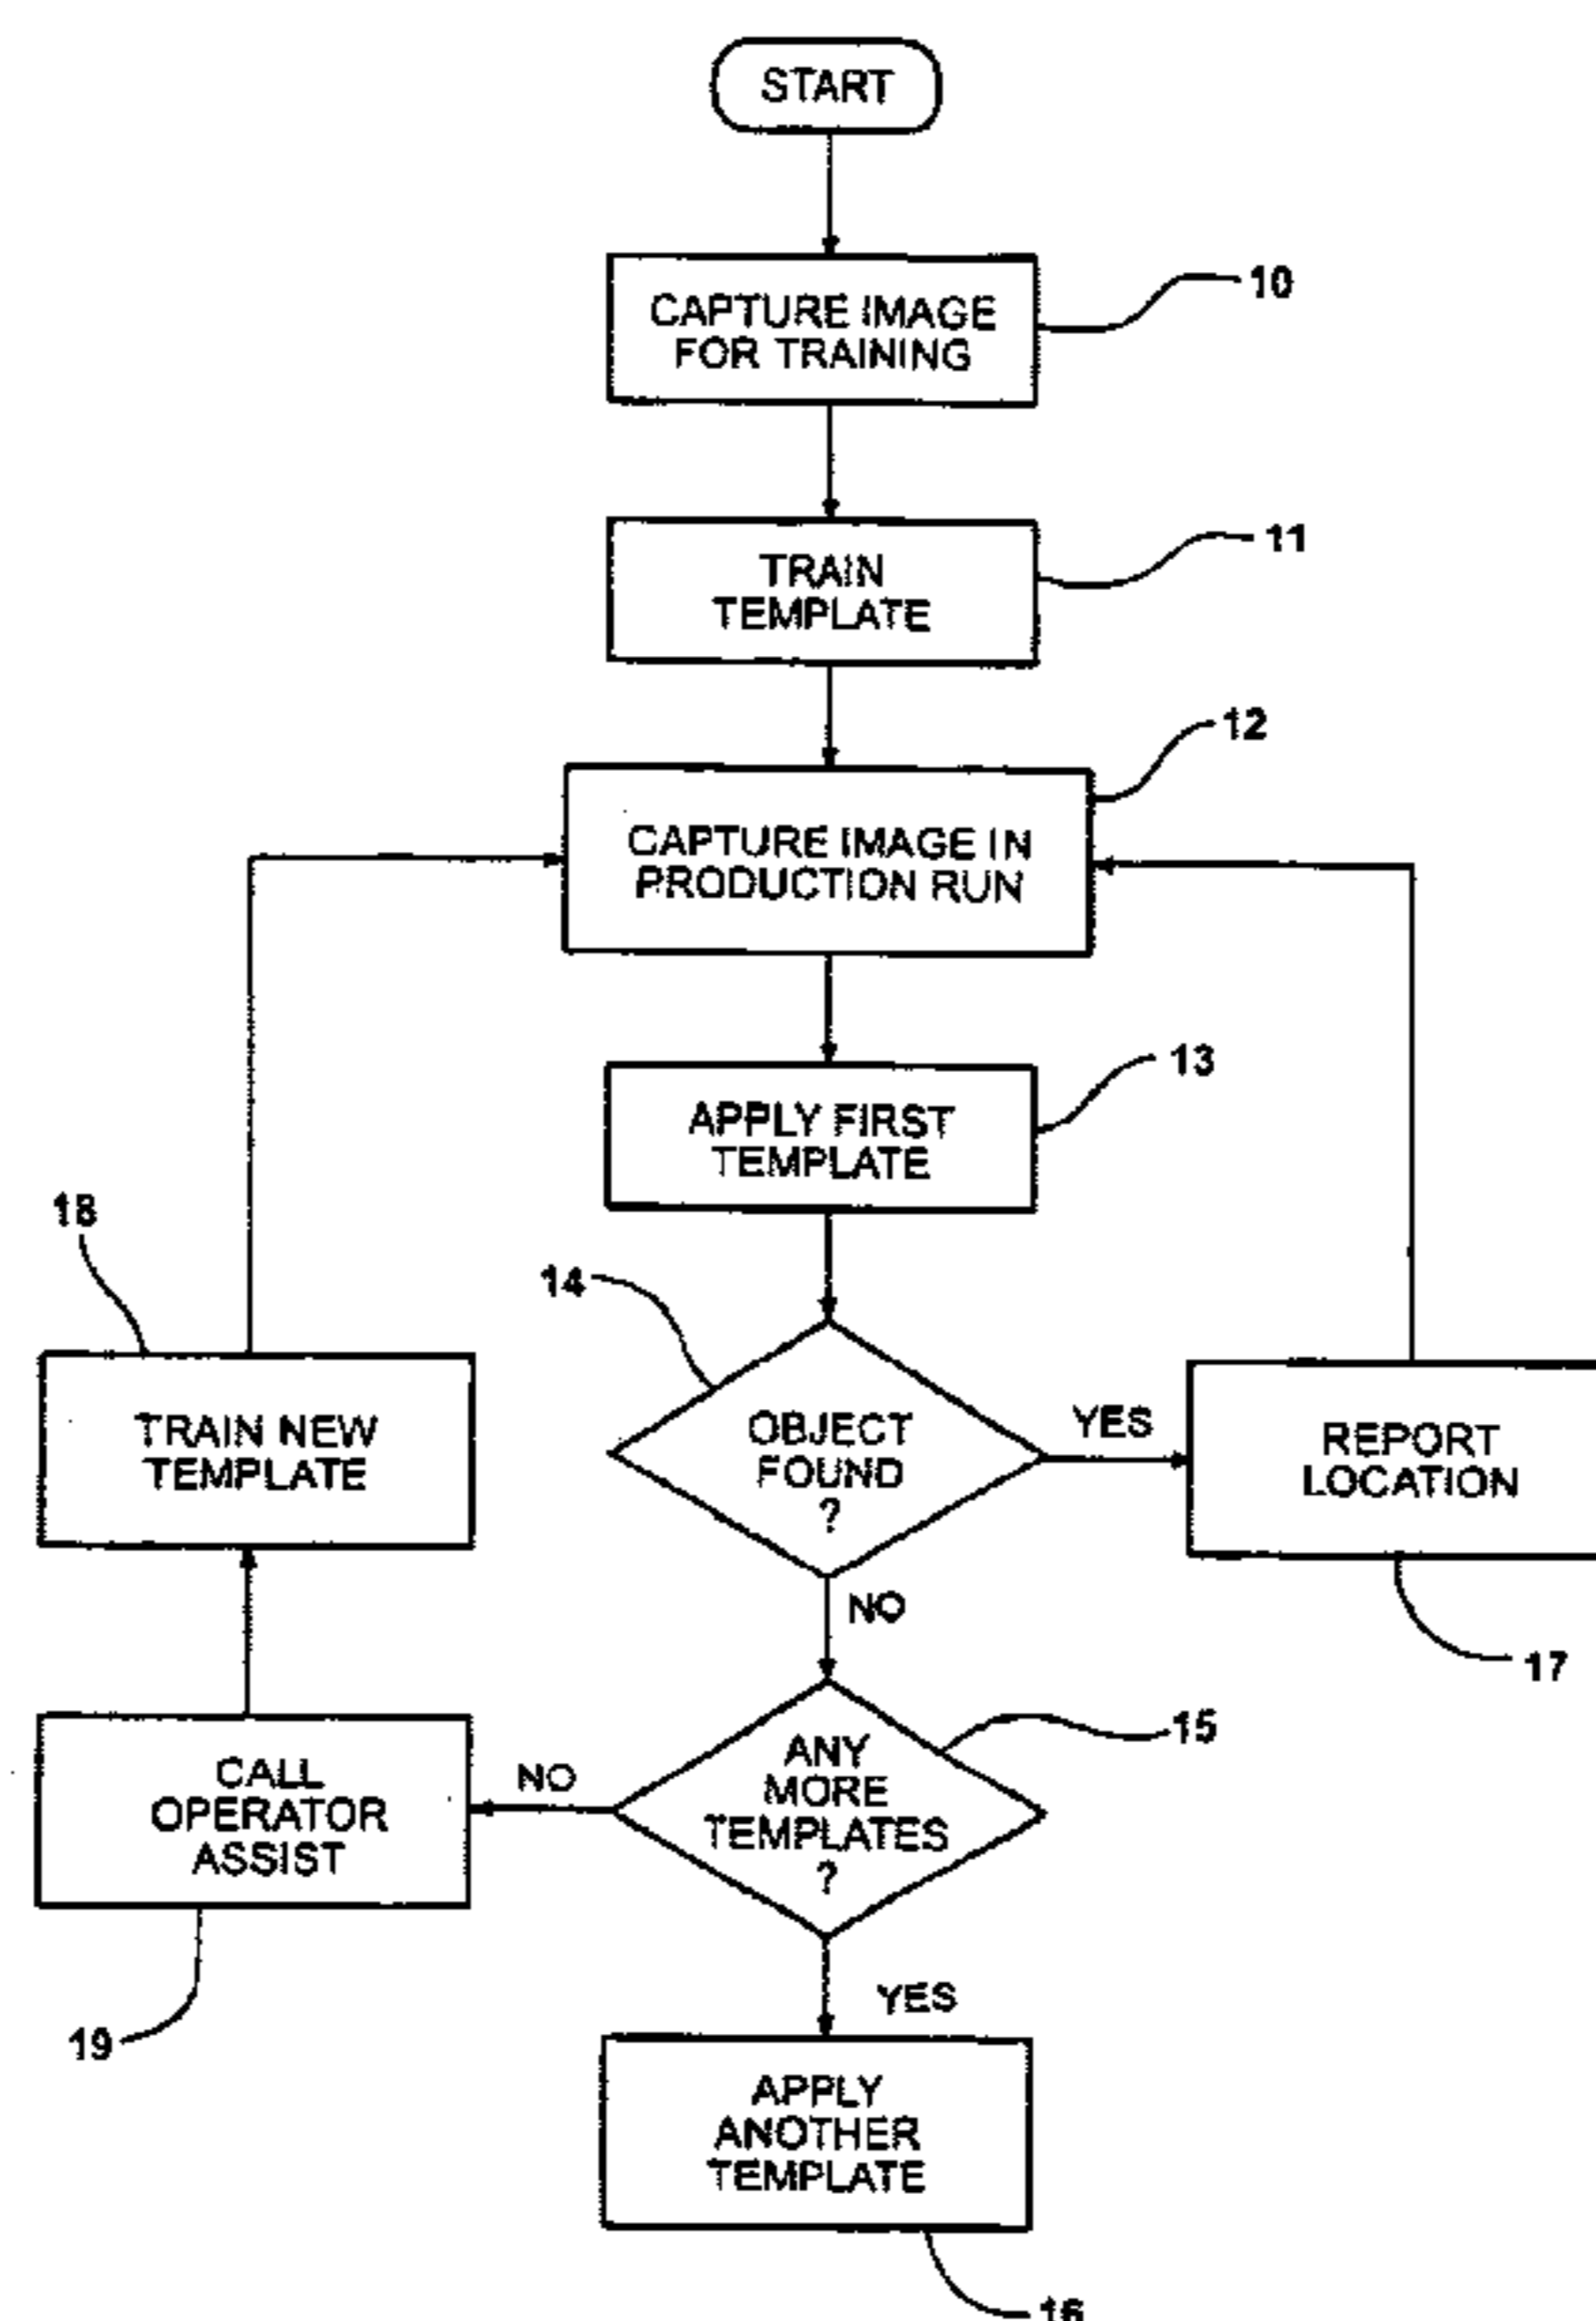 START
CAPTURE IMAGE
FOR TRAINING
10
TRAIN
TEMPLATE
11
12
CAPTURE IMAGE IN
PRODUCTION RUN
13
APPLY FIRST
TEMPLATE
18
14
TRAIN NEW
TEMPLATE
OBJECT
FOUND
?
YES
REPORT
LOCATION
NO
17
15
CALL
OPERATOR
ASSIST
NO
ANY
MORE
TEMPLATES
?
YES
19
APPLY
ANOTHER
TEMPLATE
16